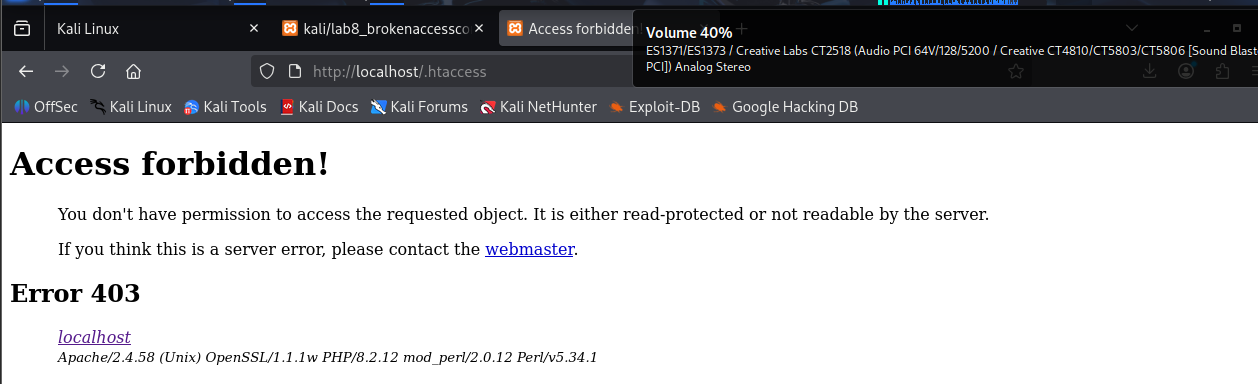 Kali Linux
kali/lab8_brokenaccessco
Access forbidden!
Volume 40%
ES1371/ES1373 / Creative Labs CT2518 (Audio PCI 64V/128/5200 / Creative CT4810/CT5803/CT5806 [Sound Blast
PCI]) Analog Stereo
http://localhost/.htaccess
OffSec Kali Linux Kali Tools Kali Docs Kali Forums Kali NetHunter Exploit-DB Google Hacking DB
Access forbidden!
You don't have permission to access the requested object. It is either read-protected or not readable by the server.
If you think this is a server error, please contact the webmaster.
Error 403
localhost
Apache/2.4.58 (Unix) OpenSSL/1.1.1w PHP/8.2.12 mod_perl/2.0.12 Perl/v5.34.1